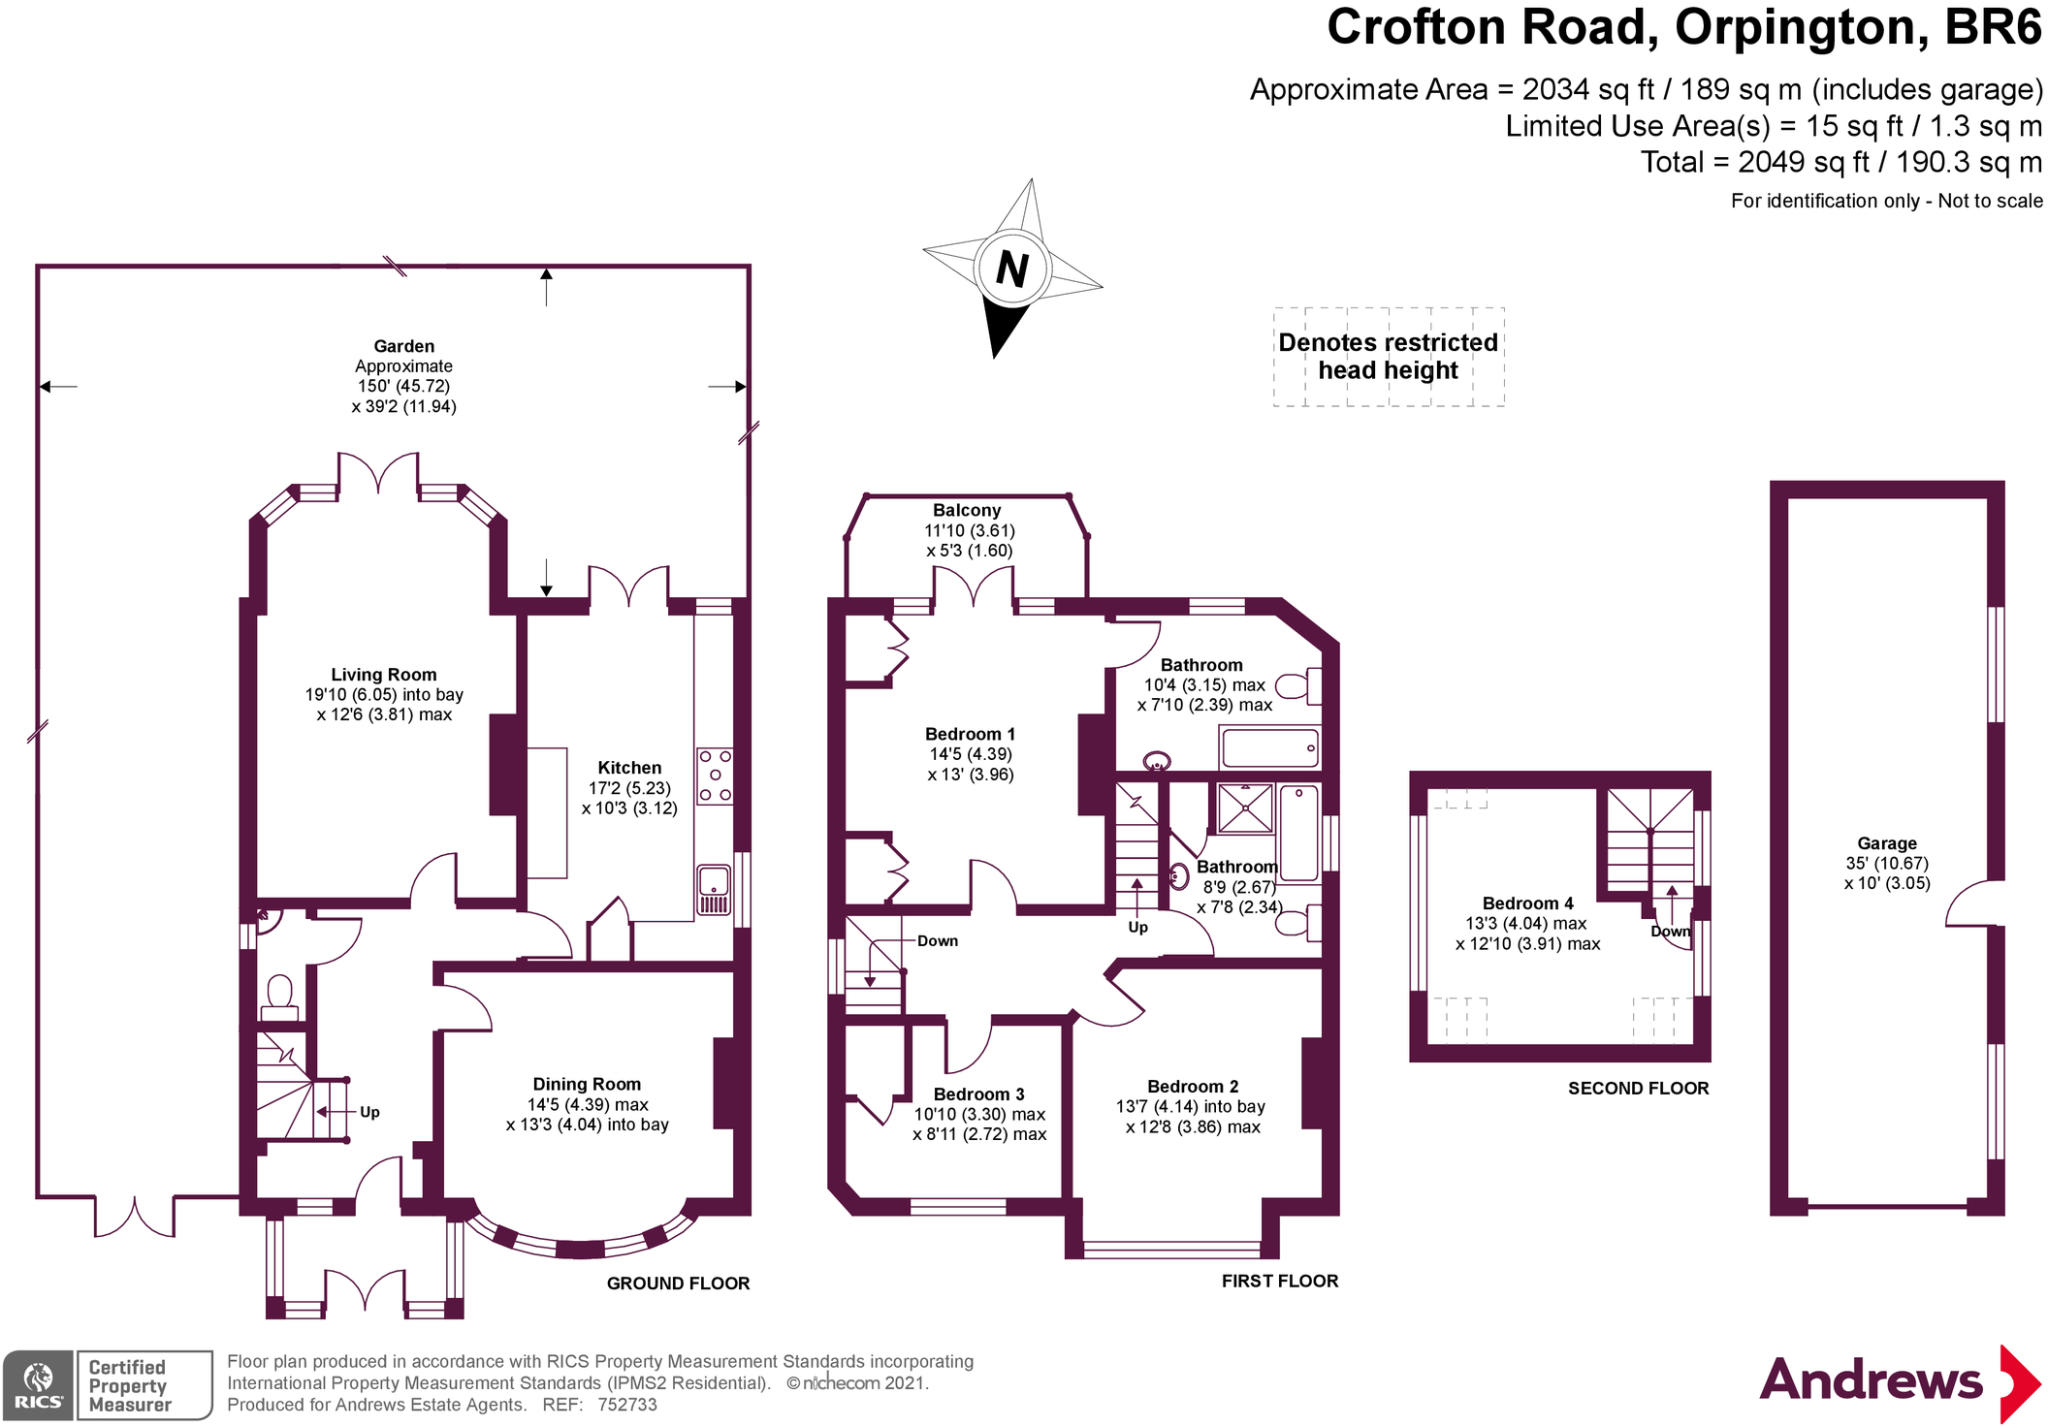 Crofton Road, Orpington, BR6
Approximate Area = 2034 sq ft / 189 sq m (includes garage)
Limited Use Area(s) = 15 sq ft / 1.3 sq m
Total = 2049 sq ft / 190.3 sq m
For identification only - Not to scale
N
Denotes restricted
head height
Garden
Approximate
150' (45.72)
x 39'2 (11.94)
Living Room
19'10 (6.05) into bay
x 12'6 (3.81) max
Kitchen
17'2 (5.23)
x 10'3 (3.12)
Dining Room
14'5 (4.39) max
x 13'3 (4.04) into bay
Up
GROUND FLOOR
Balcony
11'10 (3.61)
x 5'3 (1.60)
Bedroom 1
14'5 (4.39)
x 13' (3.96)
Bathroom
10'4 (3.15) max
x 7'10 (2.39) max
Bathroom
8'9 (2.67)
x 7'8 (2.34)
Up
Down
Bedroom 3
10'10 (3.30) max
x 8'11 (2.72) max
Bedroom 2
13'7 (4.14) into bay
x 12'8 (3.86) max
FIRST FLOOR
Bedroom 4
13'3 (4.04) max
x 12'10 (3.91) max
Down
SECOND FLOOR
Garage
35' (10.67)
x 10' (3.05)
RICS
Certified
Property
Measurer
Floor plan produced in accordance with RICS Property Measurement Standards incorporating
International Property Measurement Standards (IPMS2 Residential). © nichecom 2021.
Produced for Andrews Estate Agents. REF: 752733
Andrews